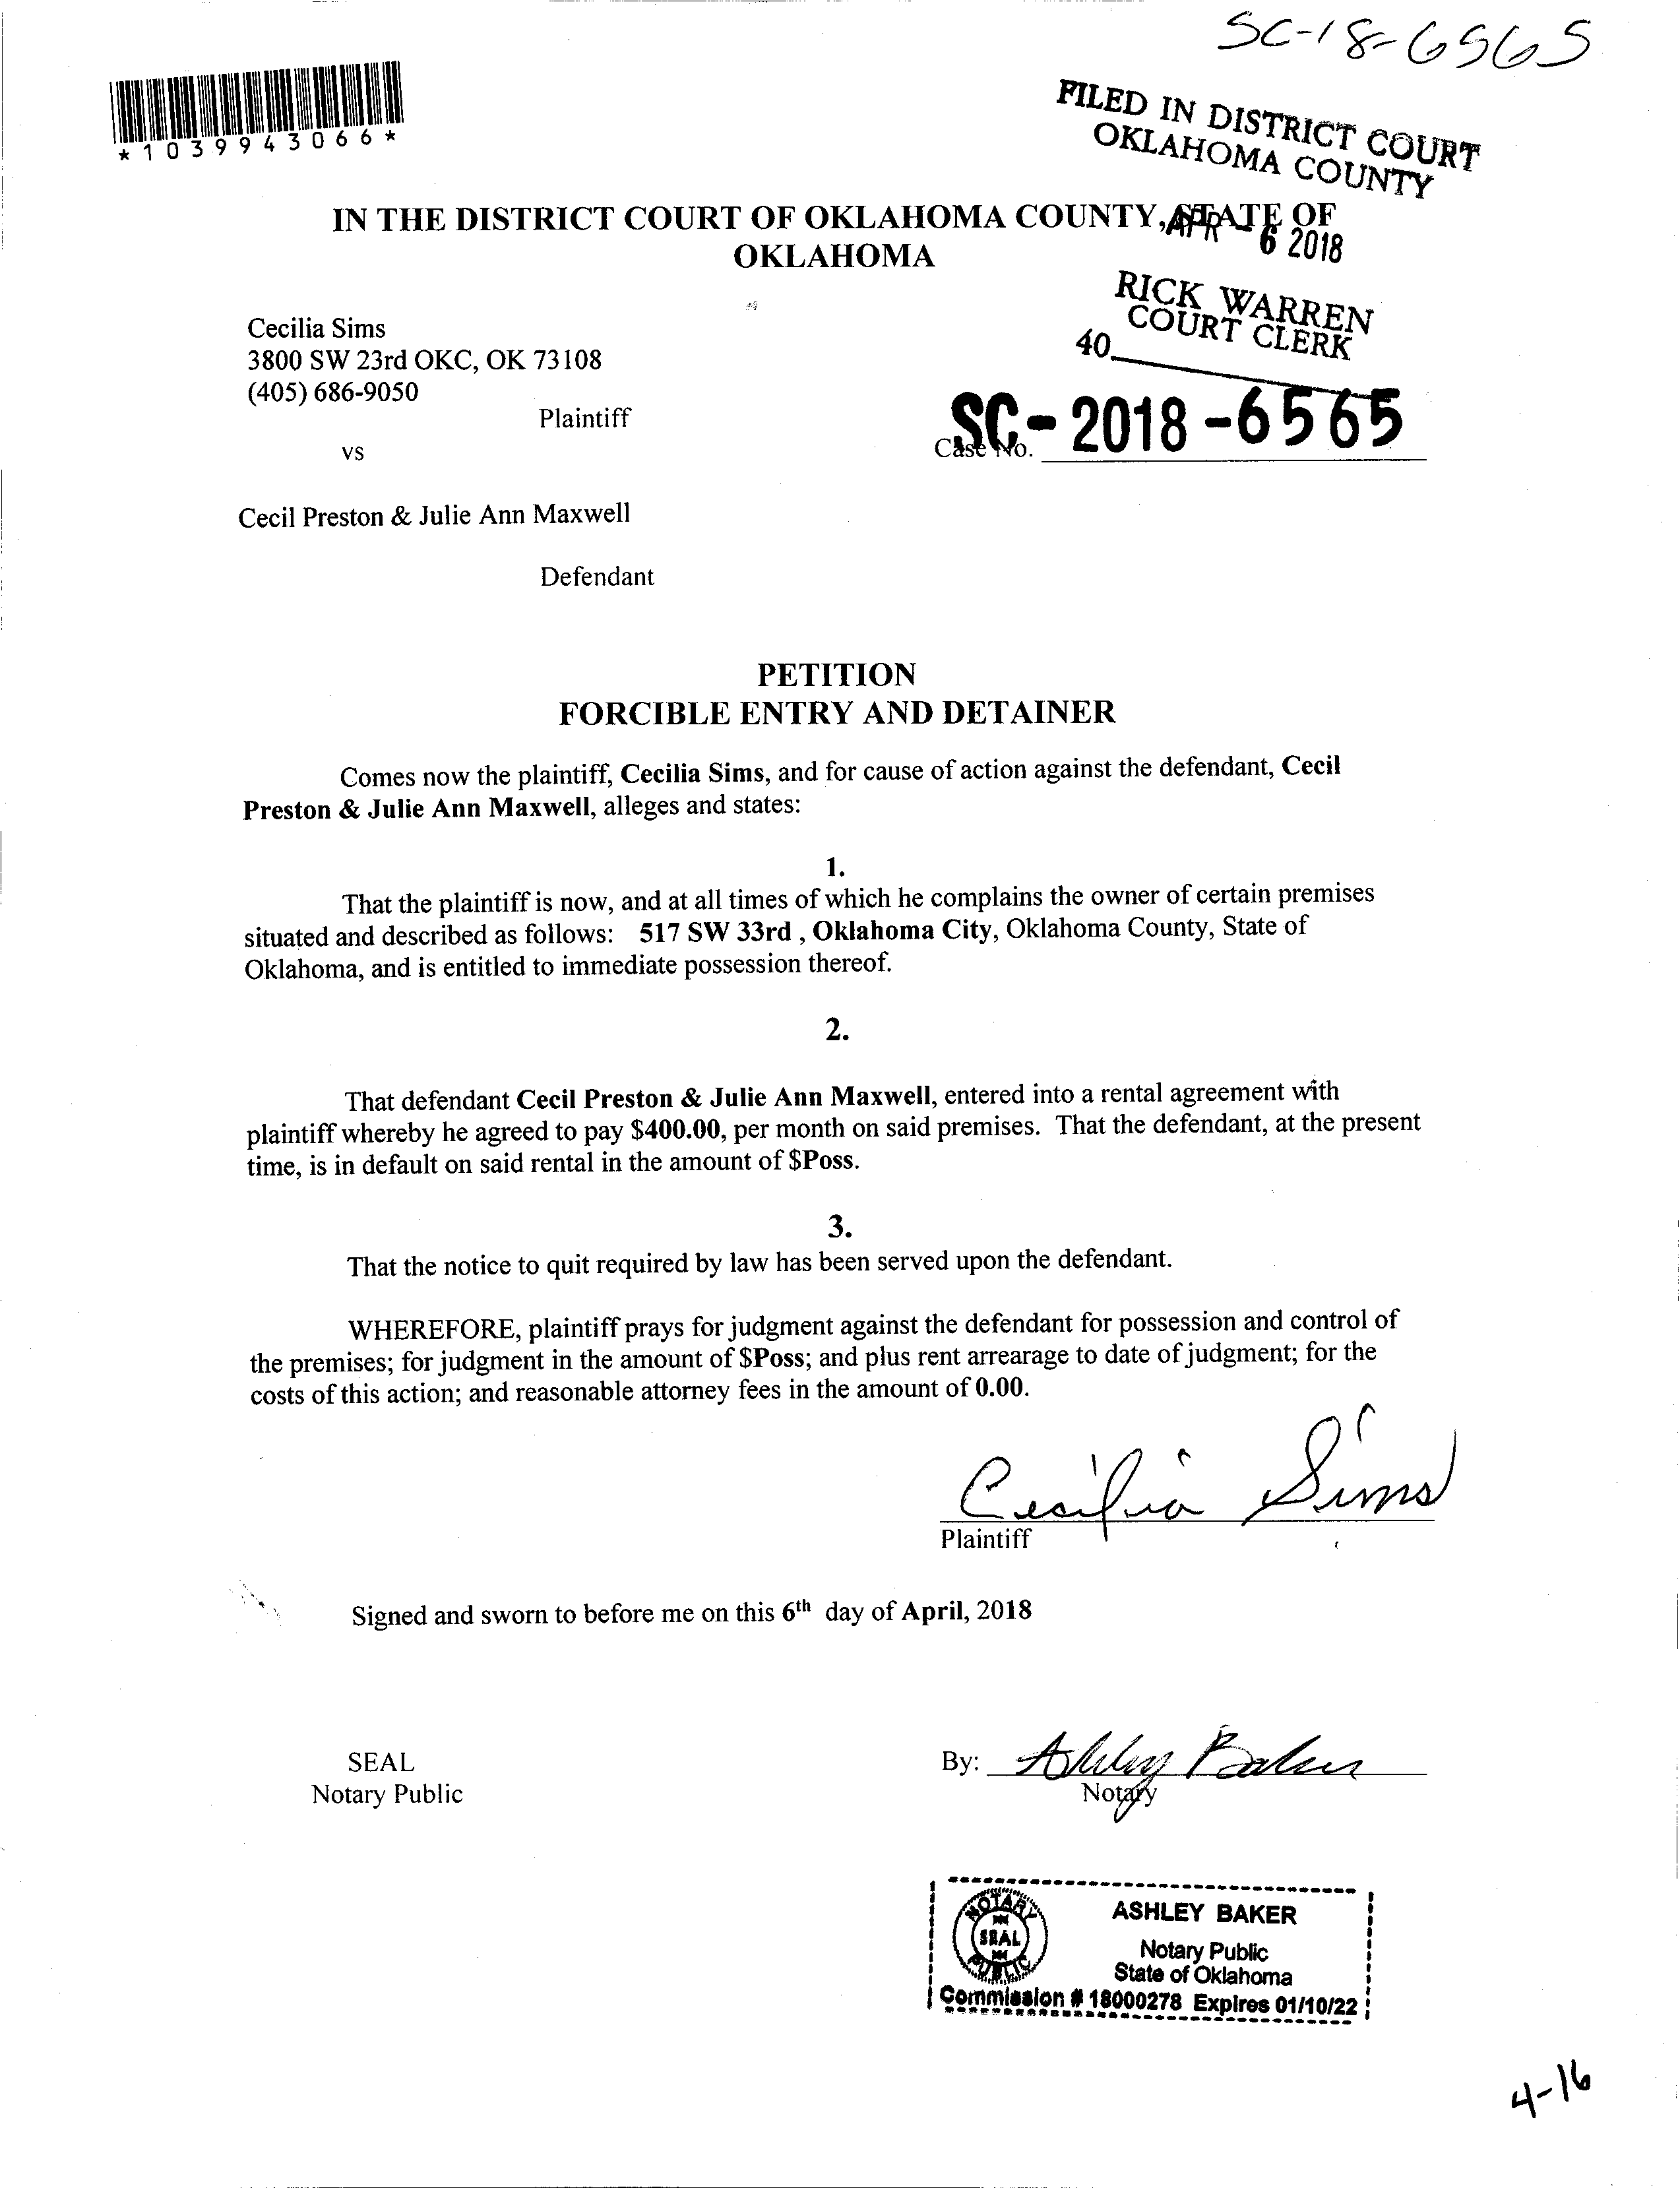 SC-18-6565
*1039943066*
FILED IN DISTRICT COURT
OKLAHOMA COUNTY
IN THE DISTRICT COURT OF OKLAHOMA COUNTY, STATE OF
OKLAHOMA
APR - 6 2018
RICK WARREN
COURT CLERK
40
Cecilia Sims
3800 SW 23rd OKC, OK 73108
(405) 686-9050
Plaintiff
vs
Case No. SC-2018-6565
Cecil Preston & Julie Ann Maxwell
Defendant
PETITION
FORCIBLE ENTRY AND DETAINER
Comes now the plaintiff, Cecilia Sims, and for cause of action against the defendant, Cecil
Preston & Julie Ann Maxwell, alleges and states:
1.
That the plaintiff is now, and at all times of which he complains the owner of certain premises
situated and described as follows: 517 SW 33rd , Oklahoma City, Oklahoma County, State of
Oklahoma, and is entitled to immediate possession thereof.
2.
That defendant Cecil Preston & Julie Ann Maxwell, entered into a rental agreement with
plaintiff whereby he agreed to pay $400.00, per month on said premises. That the defendant, at the present
time, is in default on said rental in the amount of $Poss.
3.
That the notice to quit required by law has been served upon the defendant.
WHEREFORE, plaintiff prays for judgment against the defendant for possession and control of
the premises; for judgment in the amount of $Poss; and plus rent arrearage to date of judgment; for the
costs of this action; and reasonable attorney fees in the amount of 0.00.
Cecilia Sims
Plaintiff
Signed and sworn to before me on this 6th day of April, 2018
SEAL
Notary Public
By: Ashley Baker
Notary
NOTARY
SEAL
PUBLIC
ASHLEY BAKER
Notary Public
State of Oklahoma
Commission # 18000278 Expires 01/10/22
4-16